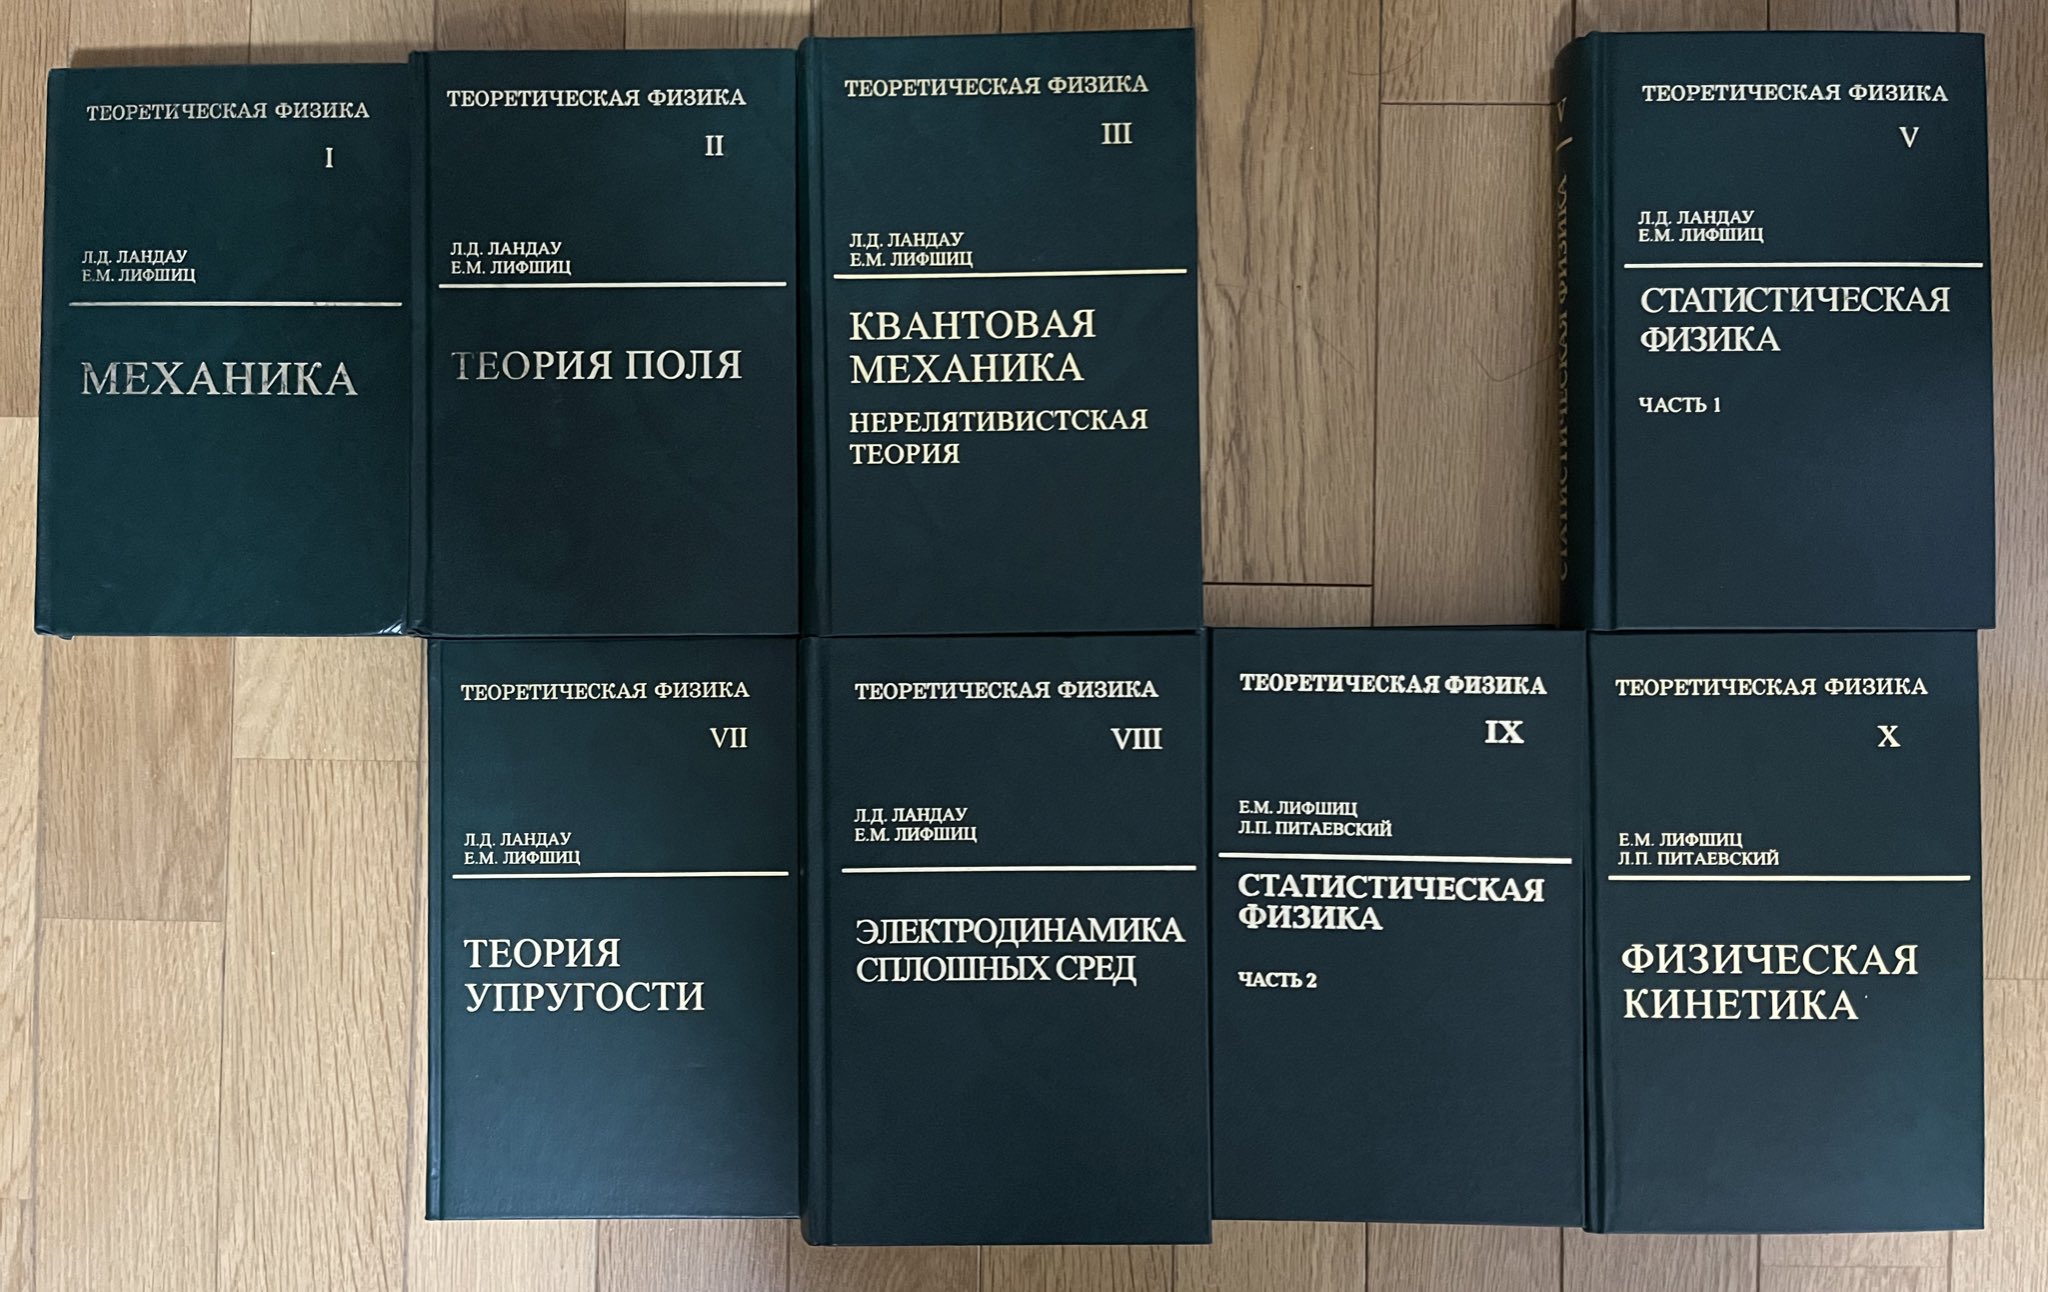 ТЕОРЕТИЧЕСКАЯ ФИЗИКА
I
Л.Д. ЛАНДАУ
Е.М. ЛИФШИЦ
МЕХАНИКА
ТЕОРЕТИЧЕСКАЯ ФИЗИКА
II
Л.Д. ЛАНДАУ
Е.М. ЛИФШИЦ
ТЕОРИЯ ПОЛЯ
ТЕОРЕТИЧЕСКАЯ ФИЗИКА
III
Л.Д. ЛАНДАУ
Е.М. ЛИФШИЦ
КВАНТОВАЯ
МЕХАНИКА
НЕРЕЛЯТИВИСТСКАЯ
ТЕОРИЯ
СТАТИСТИЧЕСКАЯ ФИЗИКА | V
ТЕОРЕТИЧЕСКАЯ ФИЗИКА
V
Л.Д. ЛАНДАУ
Е.М. ЛИФШИЦ
СТАТИСТИЧЕСКАЯ
ФИЗИКА
ЧАСТЬ 1
ТЕОРЕТИЧЕСКАЯ ФИЗИКА
VII
Л.Д. ЛАНДАУ
Е.М. ЛИФШИЦ
ТЕОРИЯ
УПРУГОСТИ
ТЕОРЕТИЧЕСКАЯ ФИЗИКА
VIII
Л.Д. ЛАНДАУ
Е.М. ЛИФШИЦ
ЭЛЕКТРОДИНАМИКА
СПЛОШНЫХ СРЕД
ТЕОРЕТИЧЕСКАЯ ФИЗИКА
IX
Е.М. ЛИФШИЦ
Л.П. ПИТАЕВСКИЙ
СТАТИСТИЧЕСКАЯ
ФИЗИКА
ЧАСТЬ 2
ТЕОРЕТИЧЕСКАЯ ФИЗИКА
X
Е.М. ЛИФШИЦ
Л.П. ПИТАЕВСКИЙ
ФИЗИЧЕСКАЯ
КИНЕТИКА